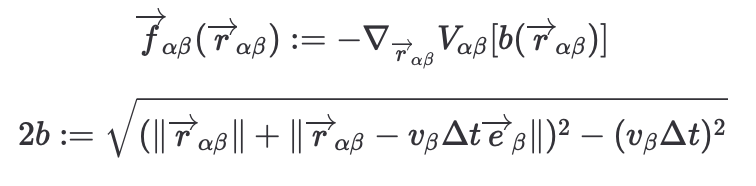 $\overrightarrow{f}_{\alpha\beta}(\overrightarrow{r}_{\alpha\beta}) := -\nabla_{\overrightarrow{r}_{\alpha\beta}} V_{\alpha\beta}[b(\overrightarrow{r}_{\alpha\beta})]$
$2b := \sqrt{(\|\overrightarrow{r}_{\alpha\beta}\| + \|\overrightarrow{r}_{\alpha\beta} - v_{\beta}\Delta t\overrightarrow{e}_{\beta}\|)^2 - (v_{\beta}\Delta t)^2}$